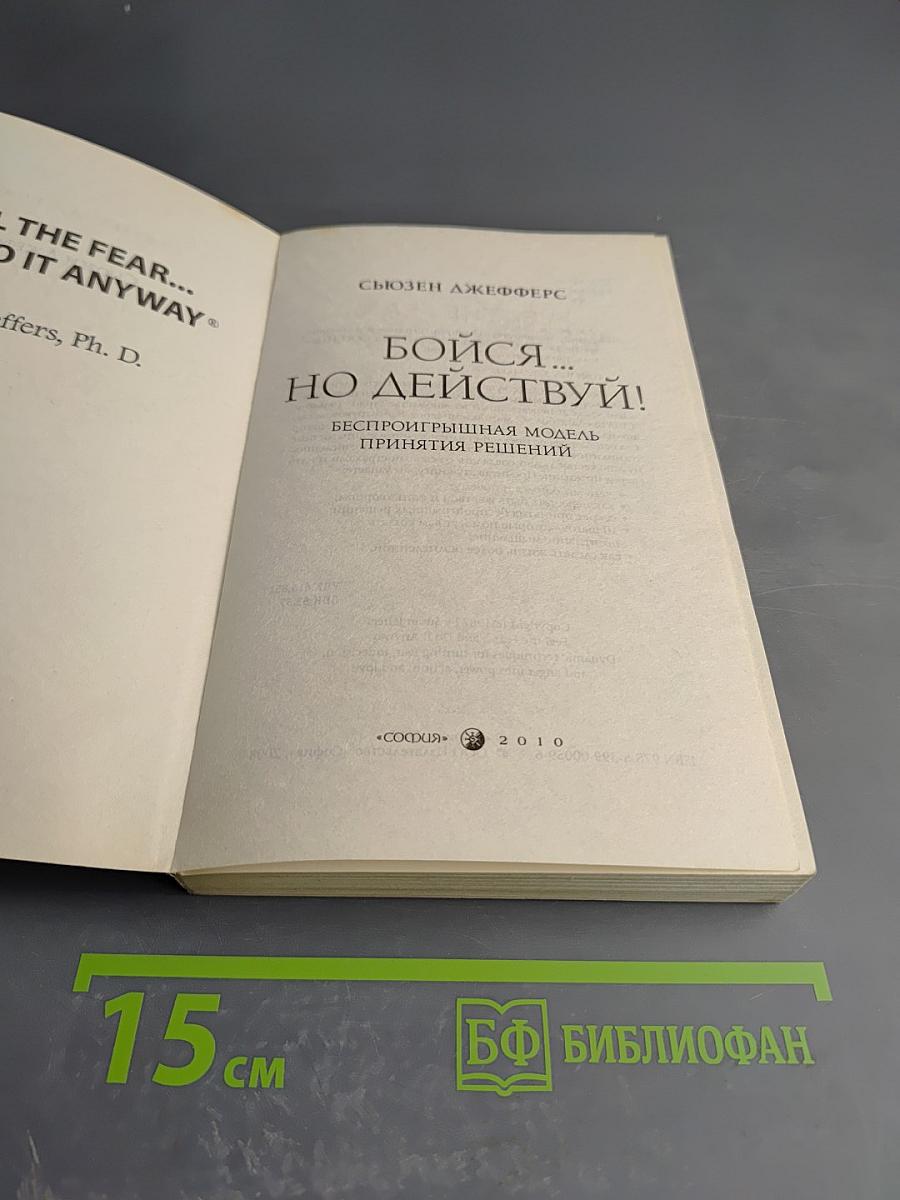 THE FEAR...
IT ANYWAY®
Ph. D.
СЬЮЗЕН ДЖЕФФЕРС
БОЙСЯ...
НО ДЕЙСТВУЙ!
БЕСПРОИГРЫШНАЯ МОДЕЛЬ
ПРИНЯТИЯ РЕШЕНИЙ
«СОФИЯ» 2010
15 см
БФ БИБЛИОФАН